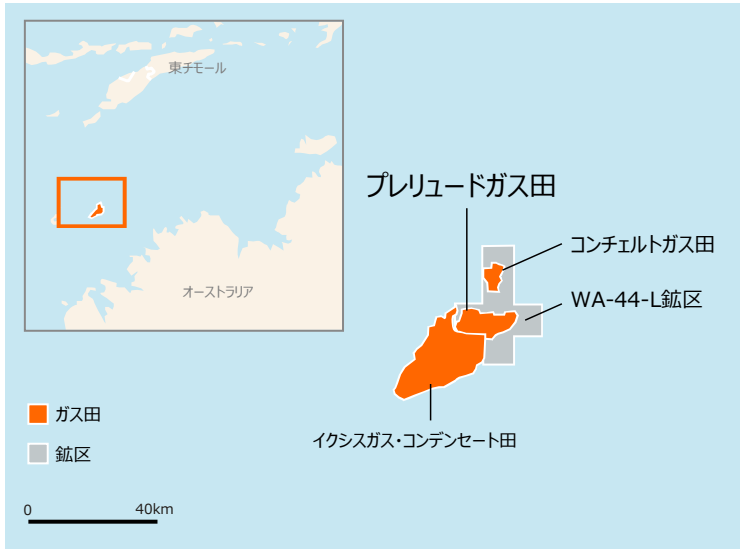 東チモール
オーストラリア
プレリュードガス田
コンチェルトガス田
WA-44-L鉱区
イクシスガス・コンデンセート田
ガス田
鉱区
0 40km